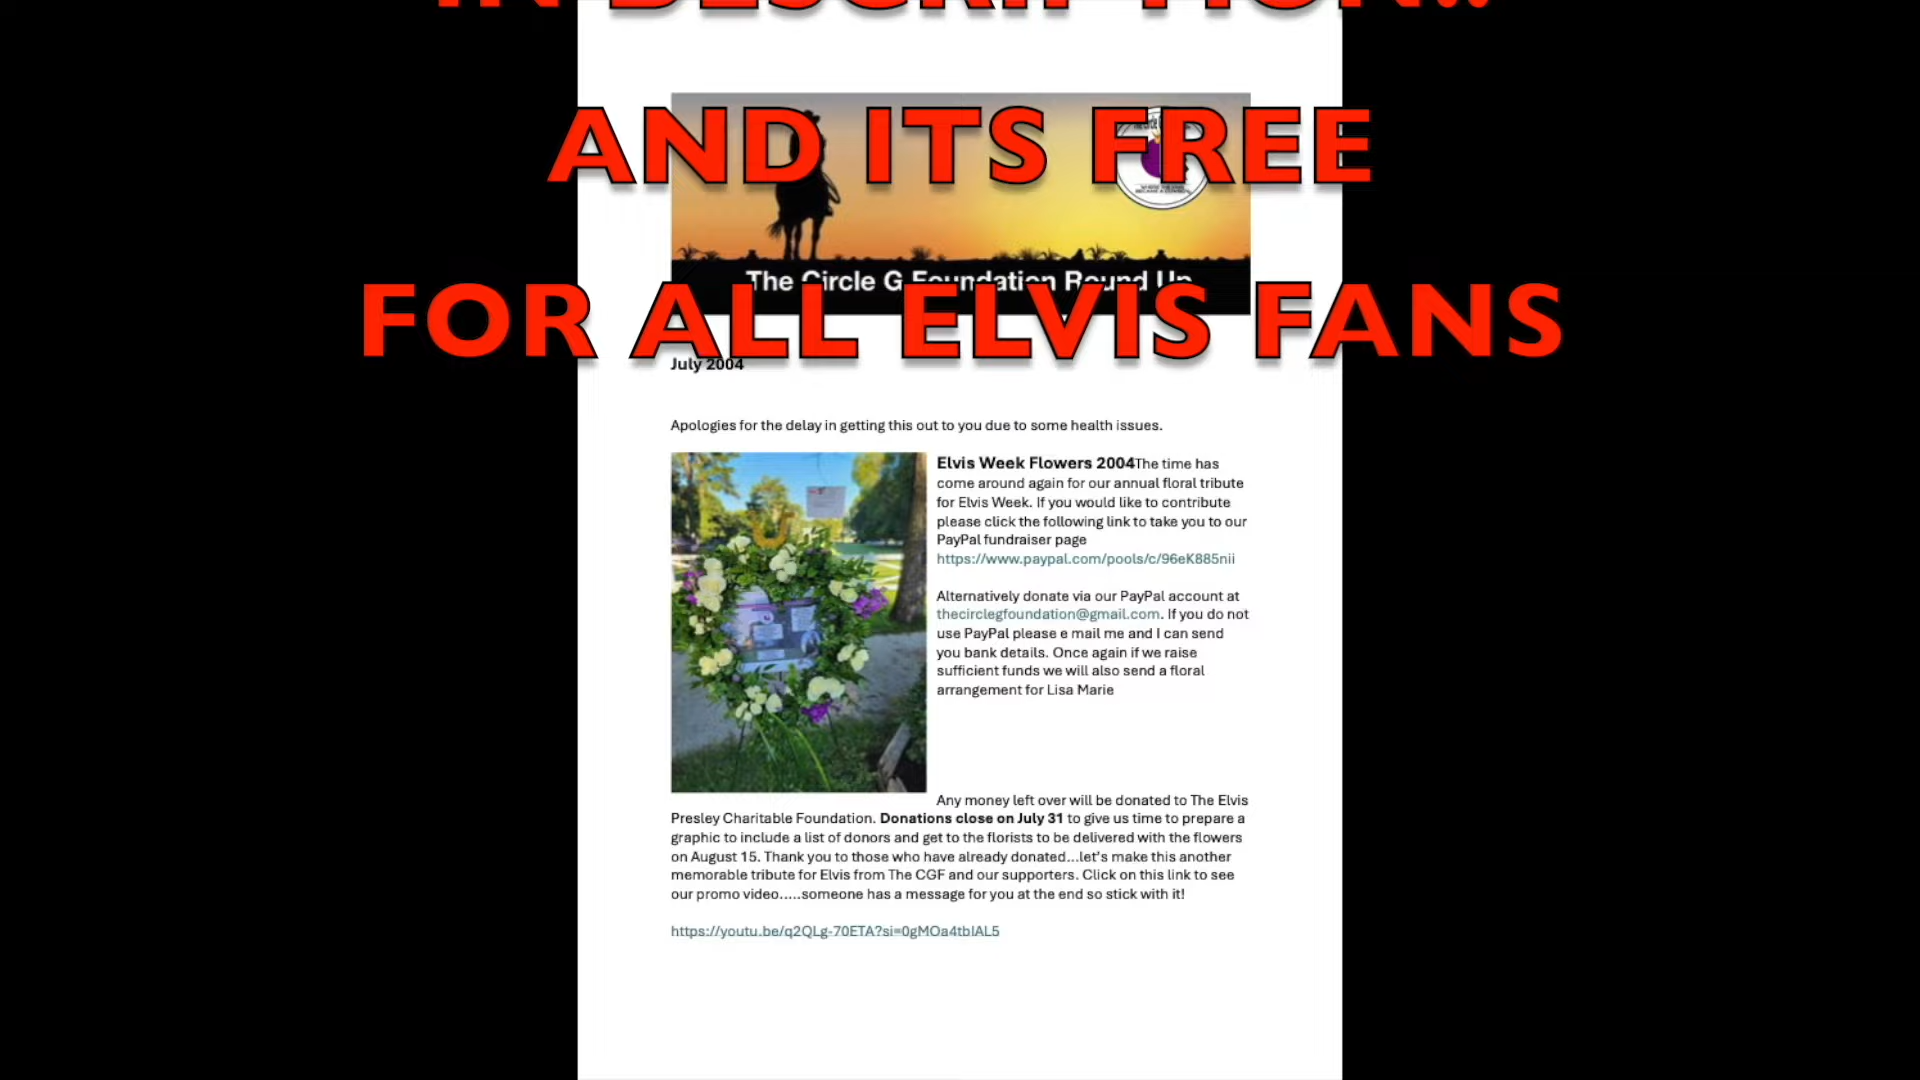 IN DESCRIPTION..
AND ITS FREE
The Circle G Foundation Round Up
FOR ALL ELVIS FANS
July 2004
Apologies for the delay in getting this out to you due to some health issues.
Elvis Week Flowers 2004The time has
come around again for our annual floral tribute
for Elvis Week. If you would like to contribute
please click the following link to take you to our
PayPal fundraiser page
https://www.paypal.com/pools/c/96eK885nii
Alternatively donate via our PayPal account at
thecirclegfoundation@gmail.com. If you do not
use PayPal please e mail me and I can send
you bank details. Once again if we raise
sufficient funds we will also send a floral
arrangement for Lisa Marie
Any money left over will be donated to The Elvis
Presley Charitable Foundation. Donations close on July 31 to give us time to prepare a
graphic to include a list of donors and get to the florists to be delivered with the flowers
on August 15. Thank you to those who have already donated...let's make this another
memorable tribute for Elvis from The CGF and our supporters. Click on this link to see
our promo video.....someone has a message for you at the end so stick with it!
https://youtu.be/q2QLg-70ETA?si=0gMOa4tbIAL5